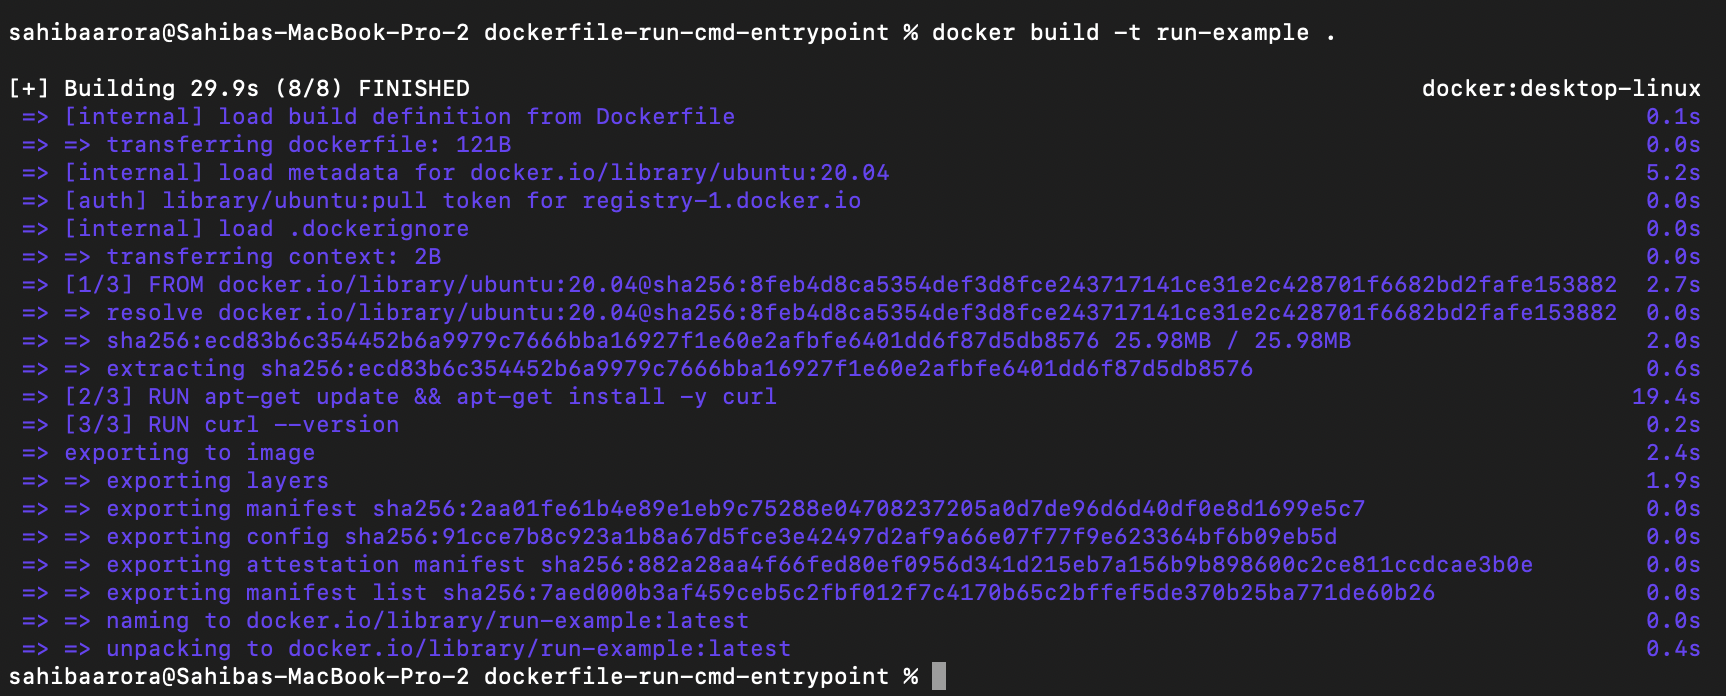 sahibaarora@Sahibas-MacBook-Pro-2 dockerfile-run-cmd-entrypoint % docker build -t run-example .
[+] Building 29.9s (8/8) FINISHED docker:desktop-linux
=> [internal] load build definition from Dockerfile 0.1s
=> => transferring dockerfile: 121B 0.0s
=> [internal] load metadata for docker.io/library/ubuntu:20.04 5.2s
=> [auth] library/ubuntu:pull token for registry-1.docker.io 0.0s
=> [internal] load .dockerignore 0.0s
=> => transferring context: 2B 0.0s
=> [1/3] FROM docker.io/library/ubuntu:20.04@sha256:8feb4d8ca5354def3d8fce243717141ce31e2c428701f6682bd2fafe153882 2.7s
=> => resolve docker.io/library/ubuntu:20.04@sha256:8feb4d8ca5354def3d8fce243717141ce31e2c428701f6682bd2fafe153882 0.0s
=> => sha256:ecd83b6c354452b6a9979c7666bba16927f1e60e2afbfe6401dd6f87d5db8576 25.98MB / 25.98MB 2.0s
=> => extracting sha256:ecd83b6c354452b6a9979c7666bba16927f1e60e2afbfe6401dd6f87d5db8576 0.6s
=> [2/3] RUN apt-get update && apt-get install -y curl 19.4s
=> [3/3] RUN curl --version 0.2s
=> exporting to image 2.4s
=> => exporting layers 1.9s
=> => exporting manifest sha256:2aa01fe61b4e89e1eb9c75288e04708237205a0d7de96d6d40df0e8d1699e5c7 0.0s
=> => exporting config sha256:91cce7b8c923a1b8a67d5fce3e42497d2af9a66e07f77f9e623364bf6b09eb5d 0.0s
=> => exporting attestation manifest sha256:882a28aa4f66fed80ef0956d341d215eb7a156b9b898600c2ce811ccdcae3b0e 0.0s
=> => exporting manifest list sha256:7aed000b3af459ceb5c2fbf012f7c4170b65c2bffef5de370b25ba771de60b26 0.0s
=> => naming to docker.io/library/run-example:latest 0.0s
=> => unpacking to docker.io/library/run-example:latest 0.4s
sahibaarora@Sahibas-MacBook-Pro-2 dockerfile-run-cmd-entrypoint %